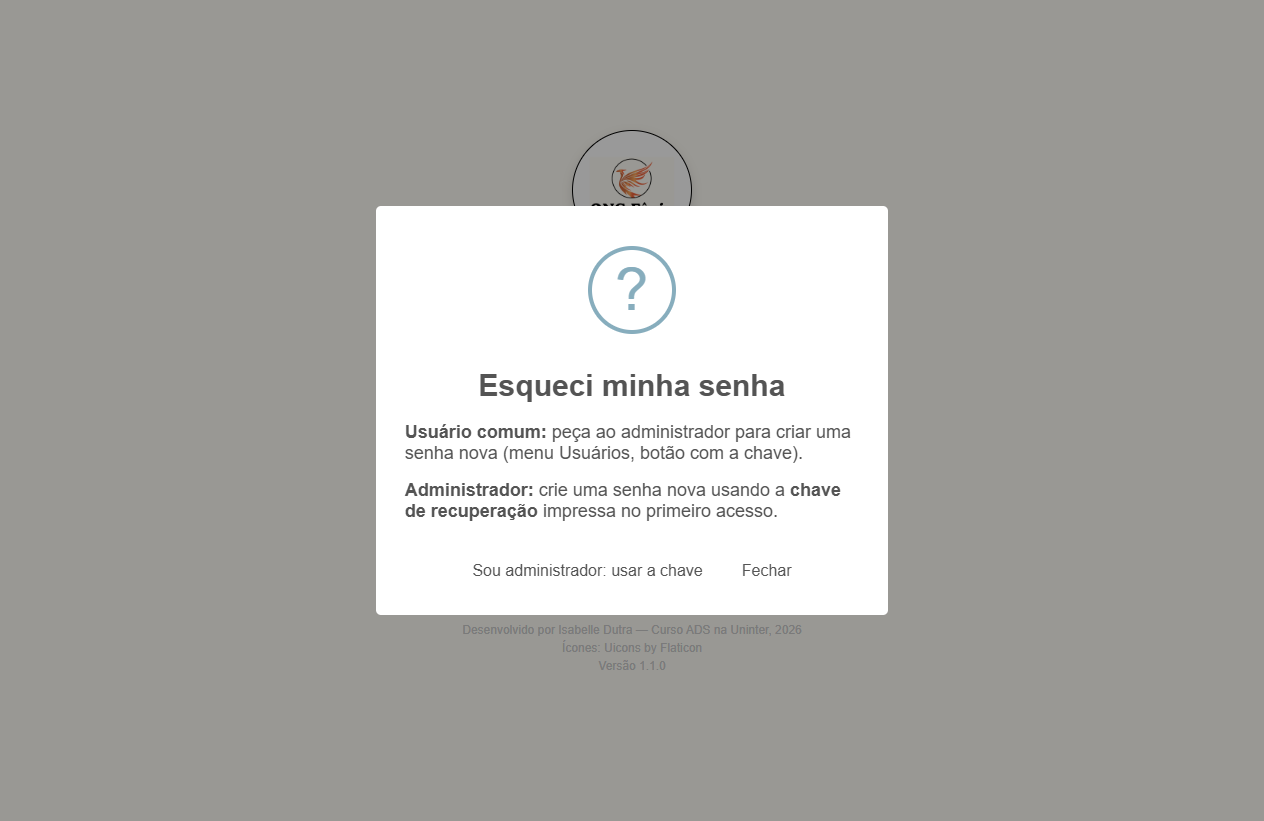 ?
Esqueci minha senha
Usuário comum: peça ao administrador para criar uma
senha nova (menu Usuários, botão com a chave).
Administrador: crie uma senha nova usando a chave
de recuperação impressa no primeiro acesso.
Sou administrador: usar a chave Fechar
Desenvolvido por Isabelle Dutra — Curso ADS na Uninter, 2026
Ícones: Uicons by Flaticon
Versão 1.1.0